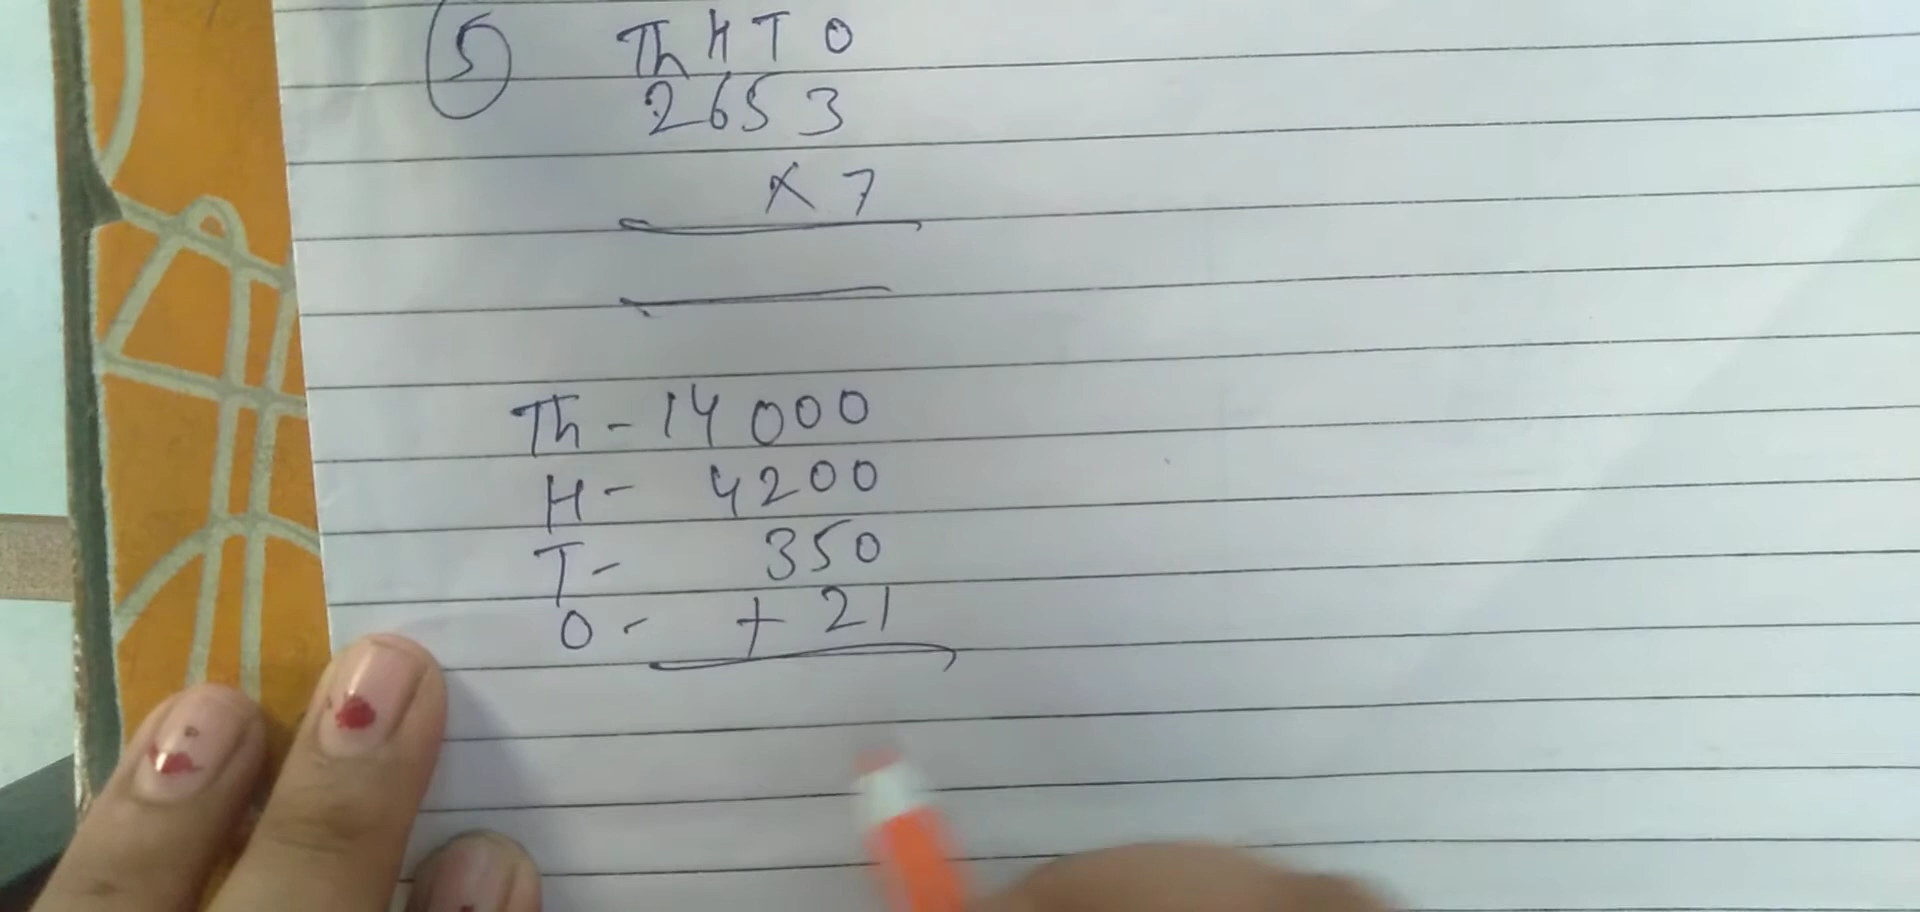 5 Th H T O
2653
× 7
Th - 14000
H - 4200
T - 350
O - + 21